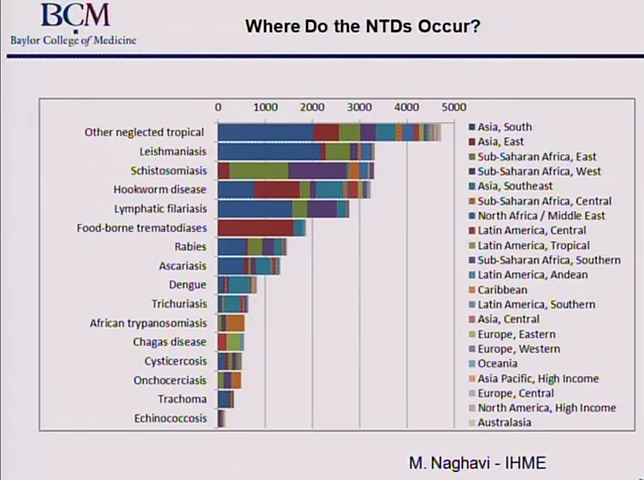 BCM
Baylor College of Medicine
Where Do the NTDs Occur?
0 1000 2000 3000 4000 5000
Other neglected tropical
Leishmaniasis
Schistosomiasis
Hookworm disease
Lymphatic filariasis
Food-borne trematodiases
Rabies
Ascariasis
Dengue
Trichuriasis
African trypanosomiasis
Chagas disease
Cysticercosis
Onchocerciasis
Trachoma
Echinococcosis
Asia, South
Asia, East
Sub-Saharan Africa, East
Sub-Saharan Africa, West
Asia, Southeast
Sub-Saharan Africa, Central
North Africa / Middle East
Latin America, Central
Latin America, Tropical
Sub-Saharan Africa, Southern
Latin America, Andean
Caribbean
Latin America, Southern
Asia, Central
Europe, Eastern
Europe, Western
Oceania
Asia Pacific, High Income
Europe, Central
North America, High Income
Australasia
M. Naghavi - IHME